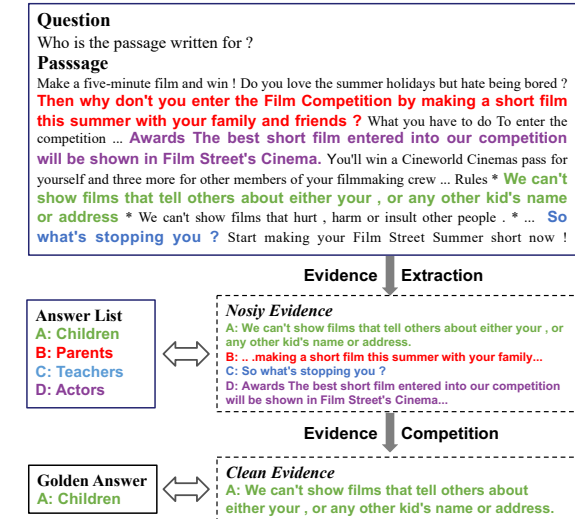 Question
Who is the passage written for ?
Passsage
Make a five-minute film and win ! Do you love the summer holidays but hate being bored ?
Then why don't you enter the Film Competition by making a short film
this summer with your family and friends ? What you have to do To enter the
competition ... Awards The best short film entered into our competition
will be shown in Film Street's Cinema. You'll win a Cineworld Cinemas pass for
yourself and three more for other members of your filmmaking crew ... Rules * We can't
show films that tell others about either your , or any other kid's name
or address * We can't show films that hurt , harm or insult other people . * ... So
what's stopping you ? Start making your Film Street Summer short now !
Evidence Extraction
Answer List
A: Children
B: Parents
C: Teachers
D: Actors
Nosiy Evidence
A: We can't show films that tell others about either your , or
any other kid's name or address.
B: .. .making a short film this summer with your family...
C: So what's stopping you ?
D: Awards The best short film entered into our competition
will be shown in Film Street's Cinema...
Evidence Competition
Golden Answer
A: Children
Clean Evidence
A: We can't show films that tell others about
either your , or any other kid's name or address.